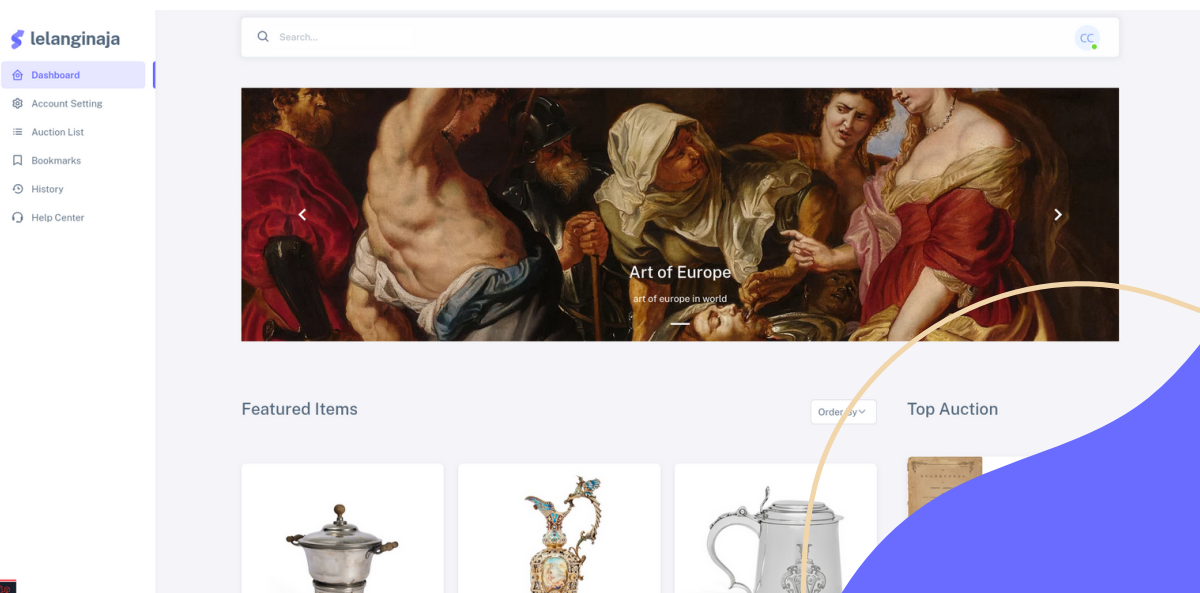 lelanginaja
Search...
CC
Dashboard
Account Setting
Auction List
Bookmarks
History
Help Center
Art of Europe
art of europe in world
Featured Items
Order By
Top Auction